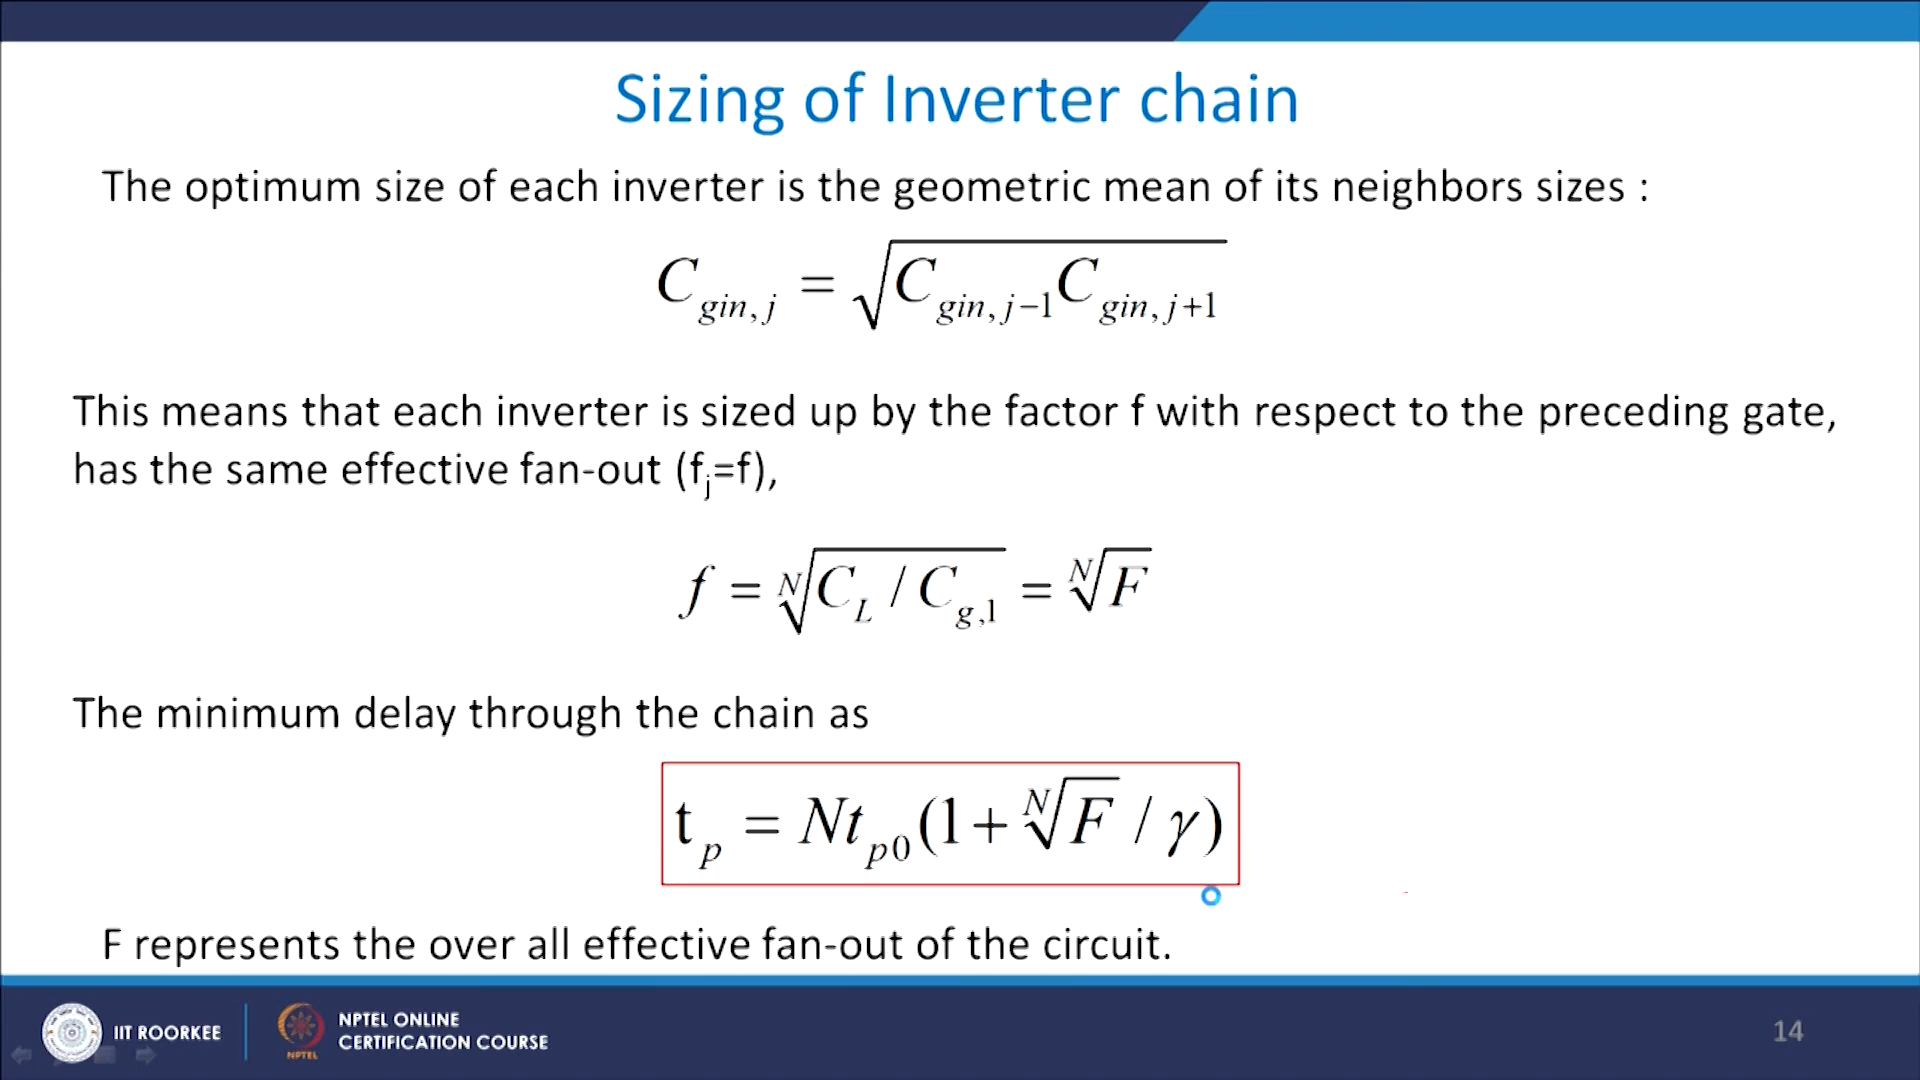 Sizing of Inverter chain
The optimum size of each inverter is the geometric mean of its neighbors sizes :
C_{gin,j} = √(C_{gin,j−1}C_{gin,j+1})
This means that each inverter is sized up by the factor f with respect to the preceding gate,
has the same effective fan-out (f_j=f),
f = \sqrt[N]{C_L / C_{g,1}} = \sqrt[N]{F}
The minimum delay through the chain as
t_p = Nt_{p0}(1+\sqrt[N]{F} / γ)
F represents the over all effective fan-out of the circuit.
IIT ROORKEE
NPTEL
NPTEL ONLINE
CERTIFICATION COURSE
14